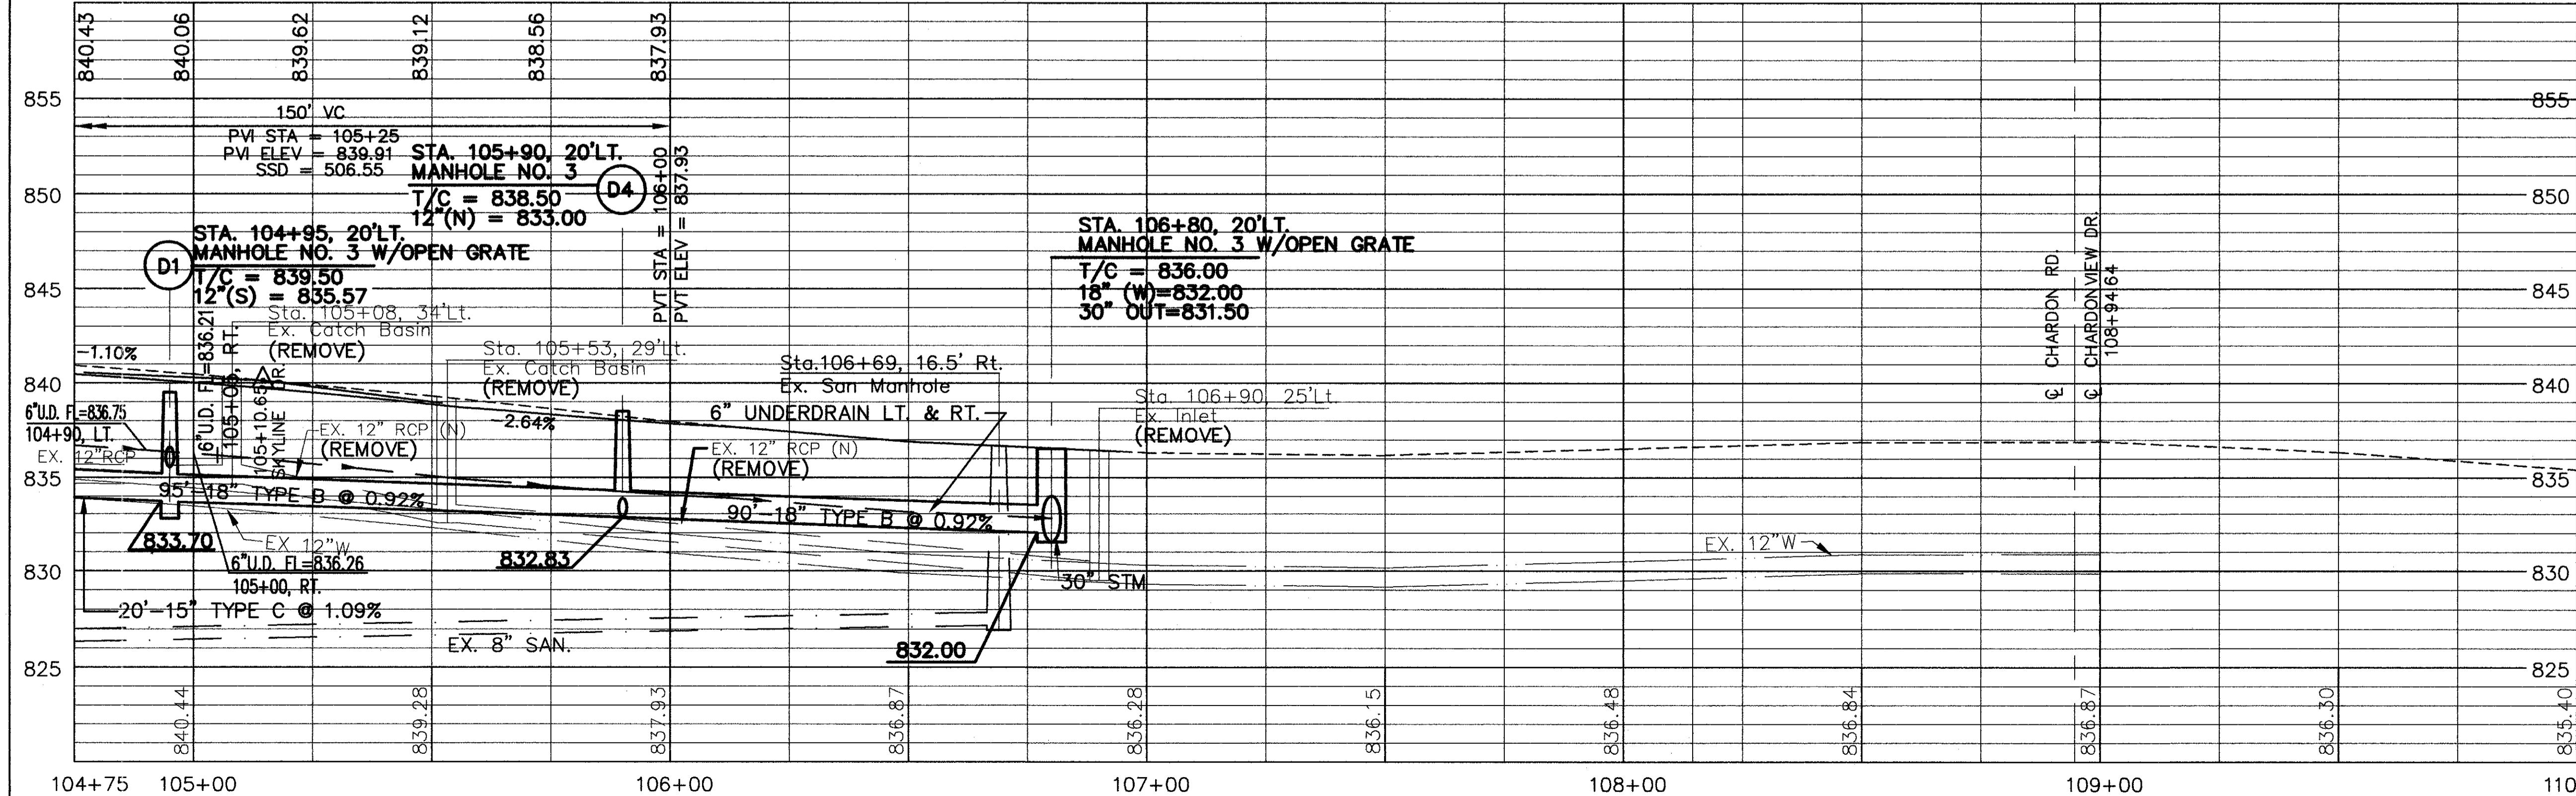 840.43
840.06
839.62
839.12
838.56
837.93
855
855
150' VC
PVI STA = 105+25
PVI ELEV = 839.91
SSD = 506.55
STA. 105+90, 20'LT.
MANHOLE NO. 3
T/C = 838.50
12"(N) = 833.00
D4
PVT STA = 106+00
PVT ELEV = 837.93
850
850
D1
STA. 104+95, 20'LT.
MANHOLE NO. 3 W/OPEN GRATE
T/C = 839.50
12"(S) = 835.57
STA. 106+80, 20'LT.
MANHOLE NO. 3 W/OPEN GRATE
T/C = 836.00
18" (W)=832.00
30" OUT=831.50
℄ CHARDON RD.
℄ CHARDONVIEW DR.
108+94.64
845
845
Sta. 105+08, 34'Lt.
Ex. Catch Basin
(REMOVE)
6"U.D. FL=836.21
105+05, RT.
105+10.65
SKYLINE DR.
-1.10%
Sta. 105+53, 29'Lt.
Ex. Catch Basin
(REMOVE)
Sta.106+69, 16.5' Rt.
Ex. San Manhole
6" UNDERDRAIN LT. & RT.
Sta. 106+90, 25'Lt.
Ex. Inlet
(REMOVE)
840
840
6"U.D. FL=836.75
104+90, LT.
-2.64%
EX. 12" RCP (N)
(REMOVE)
EX. 12" RCP (N)
(REMOVE)
EX. 12"RCP
835
835
95'-18" TYPE B @ 0.92%
90'-18" TYPE B @ 0.92%
833.70
EX 12"W
832.83
EX. 12"W
6"U.D. Fl=836.26
105+00, RT.
830
830
30" STM
20'-15" TYPE C @ 1.09%
EX. 8" SAN.
832.00
825
825
840.44
839.28
837.93
836.87
836.28
836.15
836.48
836.84
836.87
836.30
835.40
104+75
105+00
106+00
107+00
108+00
109+00
110